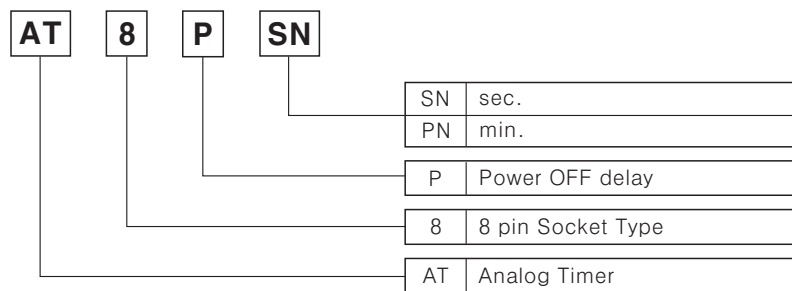 AT 8 P SN
SN sec.
PN min.
P Power OFF delay
8 8 pin Socket Type
AT Analog Timer